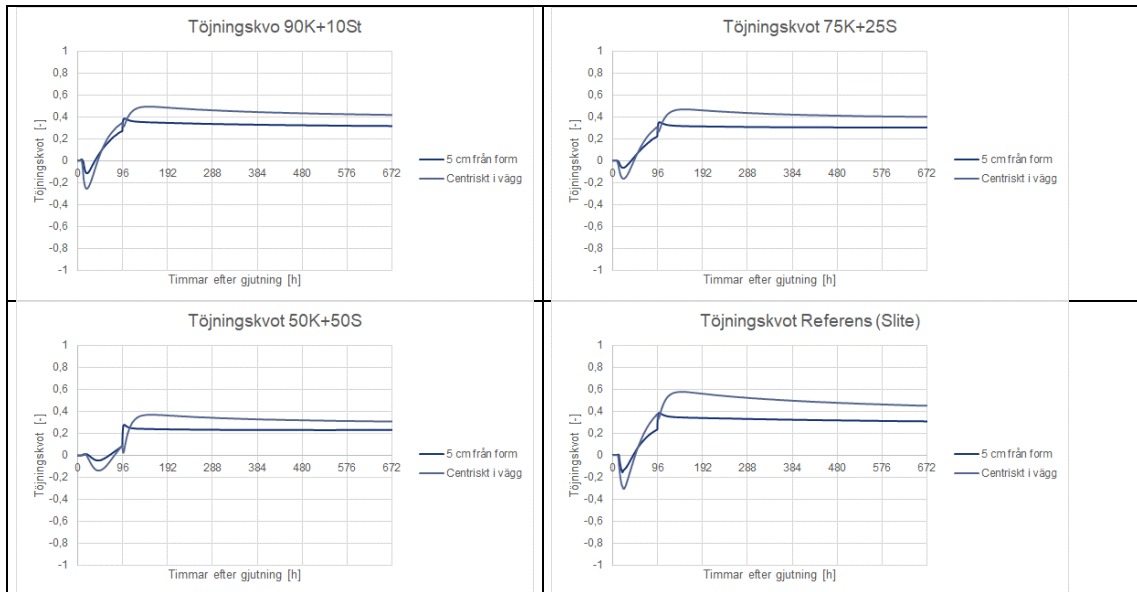 Töjningskvo 90K+10St
1
0,8
0,6
0,4
0,2
0
-0,2
-0,4
-0,6
-0,8
-1
0 96 192 288 384 480 576 672
Töjningskvot [-]
Timmar efter gjutning [h]
5 cm från form
Centriskt i vägg
Töjningskvot 75K+25S
1
0,8
0,6
0,4
0,2
0
-0,2
-0,4
-0,6
-0,8
-1
0 96 192 288 384 480 576 672
Töjningskvot [-]
Timmar efter gjutning [h]
5 cm från form
Centriskt i vägg
Töjningskvot 50K+50S
1
0,8
0,6
0,4
0,2
0
-0,2
-0,4
-0,6
-0,8
-1
0 96 192 288 384 480 576 672
Töjningskvot [-]
Timmar efter gjutning [h]
5 cm från form
Centriskt i vägg
Töjningskvot Referens (Slite)
1
0,8
0,6
0,4
0,2
0
-0,2
-0,4
-0,6
-0,8
-1
0 96 192 288 384 480 576 672
Töjningskvot [-]
Timmar efter gjutning [h]
5 cm från form
Centriskt i vägg